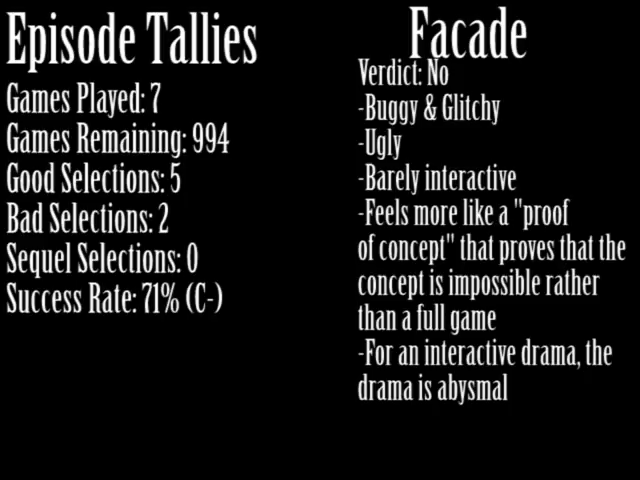 Episode Tallies
Games Played: 7
Games Remaining: 994
Good Selections: 5
Bad Selections: 2
Sequel Selections: 0
Success Rate: 71% (C-)
Facade
Verdict: No
-Buggy & Glitchy
-Ugly
-Barely interactive
-Feels more like a "proof
of concept" that proves that the
concept is impossible rather
than a full game
-For an interactive drama, the
drama is abysmal